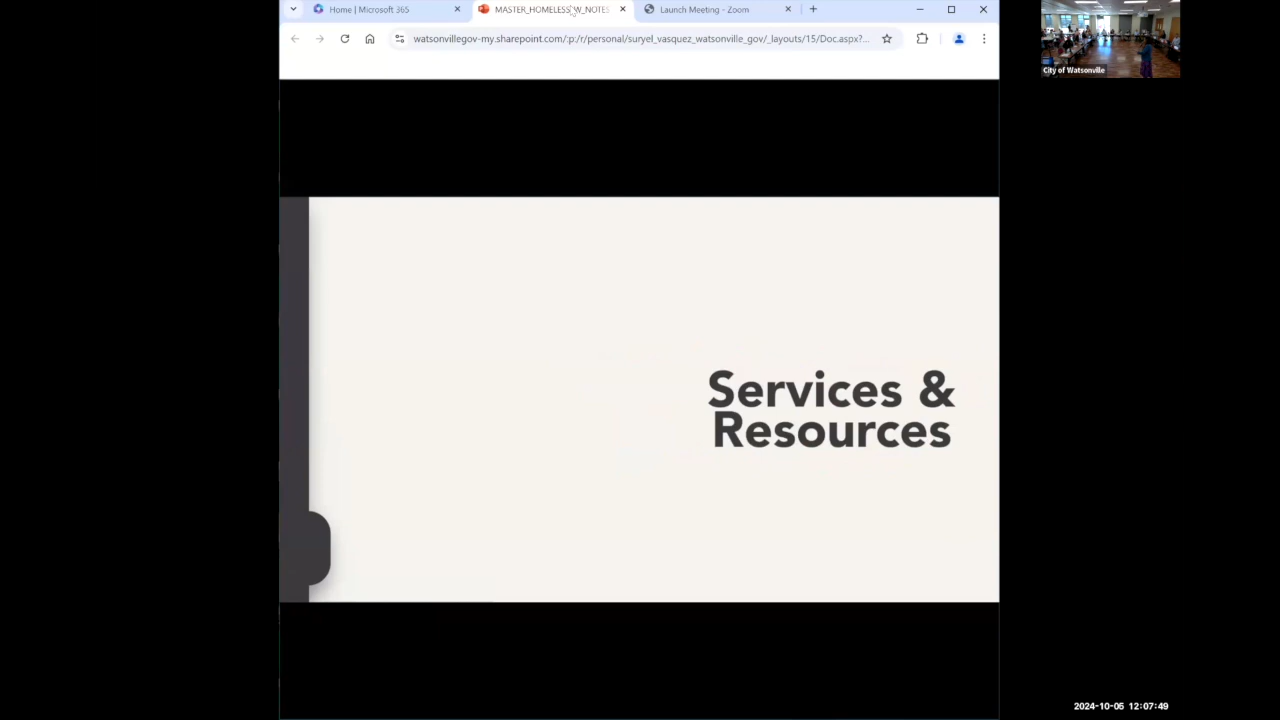 Home | Microsoft 365
MASTER_HOMELESS_W_NOTES
Launch Meeting - Zoom
watsonvillegov-my.sharepoint.com/:p:/r/personal/suryel_vasquez_watsonville_gov/_layouts/15/Doc.aspx?...
City of Watsonville
Services &
Resources
2024-10-05 12:07:49